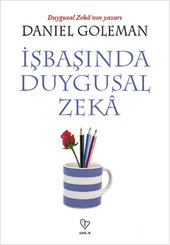 Duygusal Zekâ'nın yazarı
DANIEL GOLEMAN
İŞBAŞINDA
DUYGUSAL
ZEKÂ